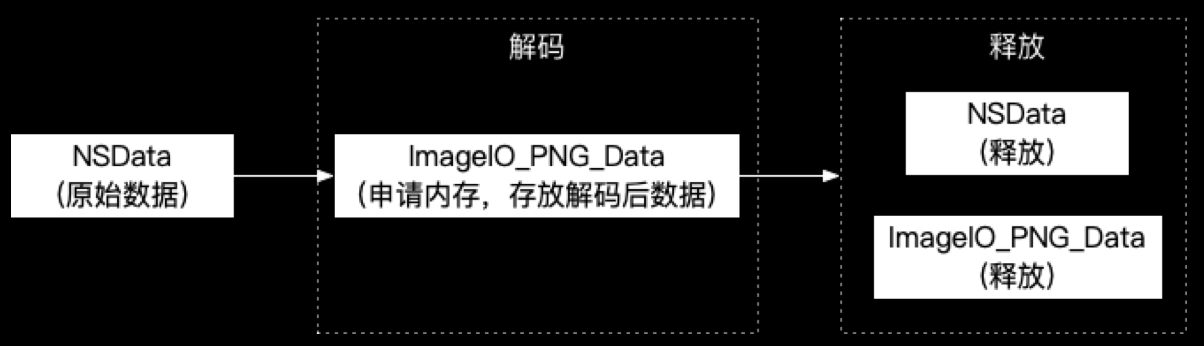 解码
释放
NSData
(原始数据)
ImageIO_PNG_Data
(申请内存，存放解码后数据)
NSData
(释放)
ImageIO_PNG_Data
(释放)